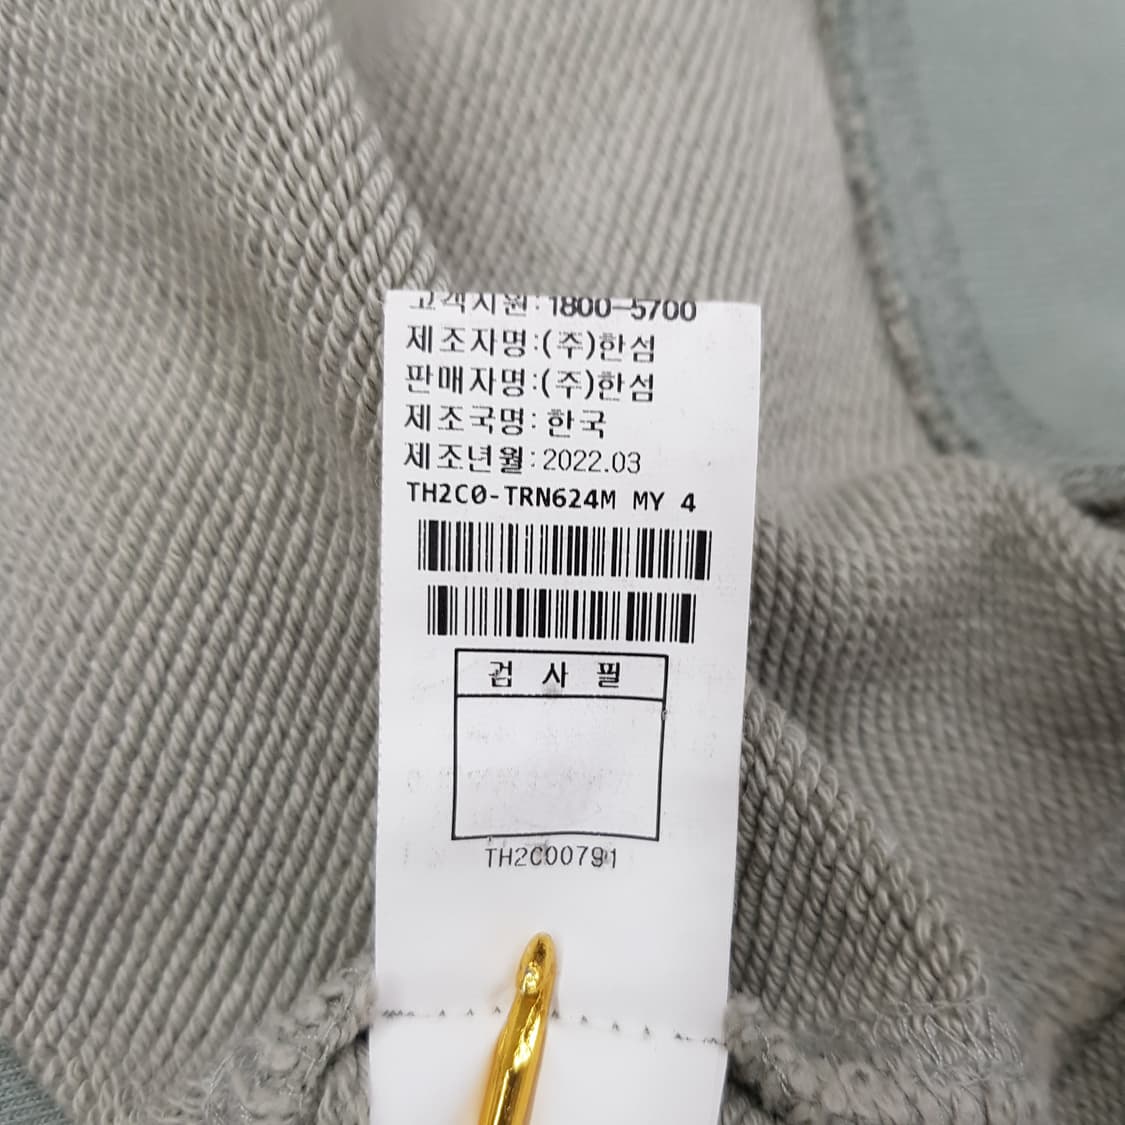 고객지원:1800-5700
제조자명:(주)한섬
판매자명:(주)한섬
제조국명:한국
제조년월:2022.03
TH2C0-TRN624M MY 4
검 사 필
TH2C00791